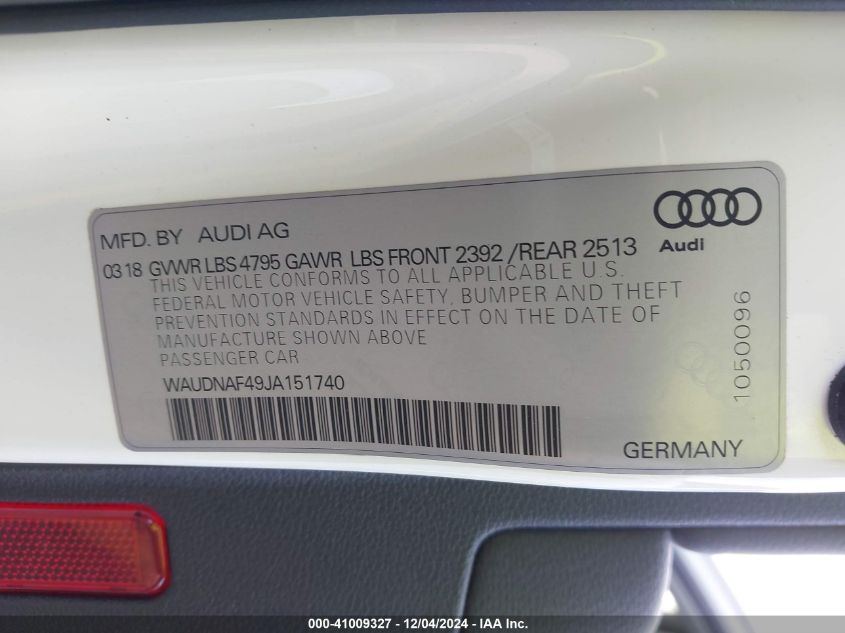 MFD. BY AUDI AG
Audi
03 18 GVWR LBS 4795 GAWR LBS FRONT 2392 /REAR 2513
THIS VEHICLE CONFORMS TO ALL APPLICABLE U.S.
FEDERAL MOTOR VEHICLE SAFETY, BUMPER AND THEFT
PREVENTION STANDARDS IN EFFECT ON THE DATE OF
MANUFACTURE SHOWN ABOVE
PASSENGER CAR
WAUDNAF49JA151740
1050096
GERMANY
000-41009327 - 12/04/2024 - IAA Inc.